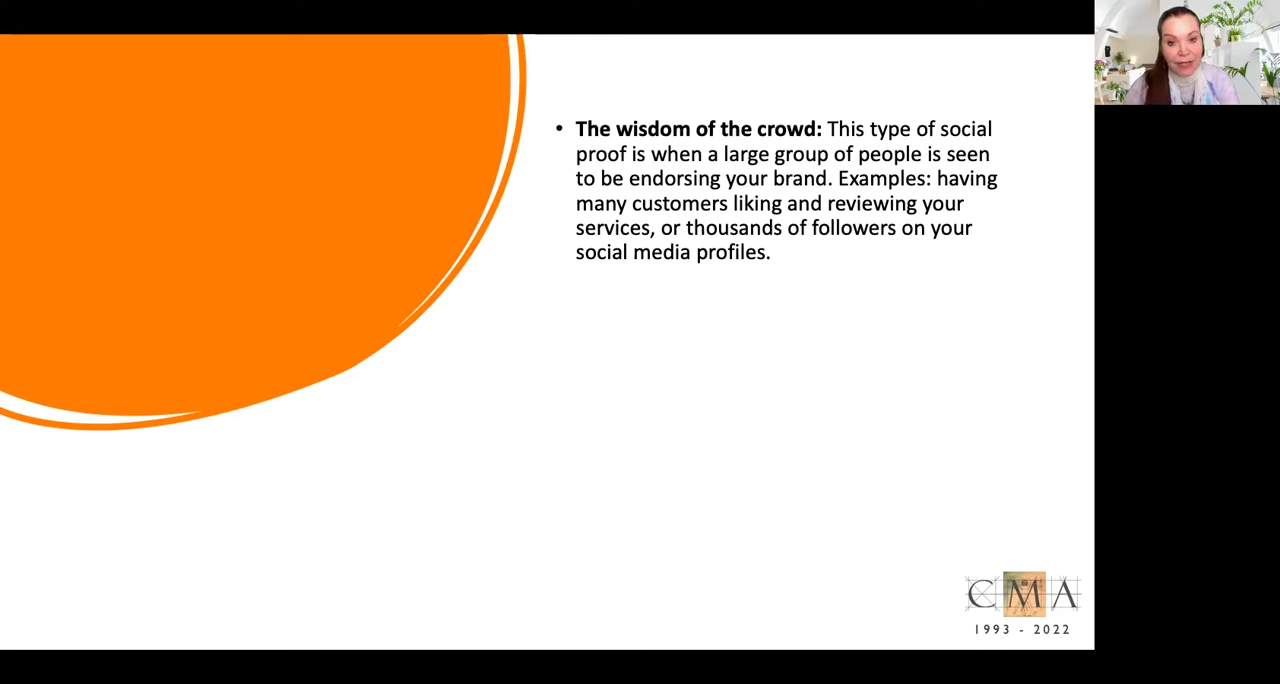 • The wisdom of the crowd: This type of social
proof is when a large group of people is seen
to be endorsing your brand. Examples: having
many customers liking and reviewing your
services, or thousands of followers on your
social media profiles.
CMA
1993 - 2022